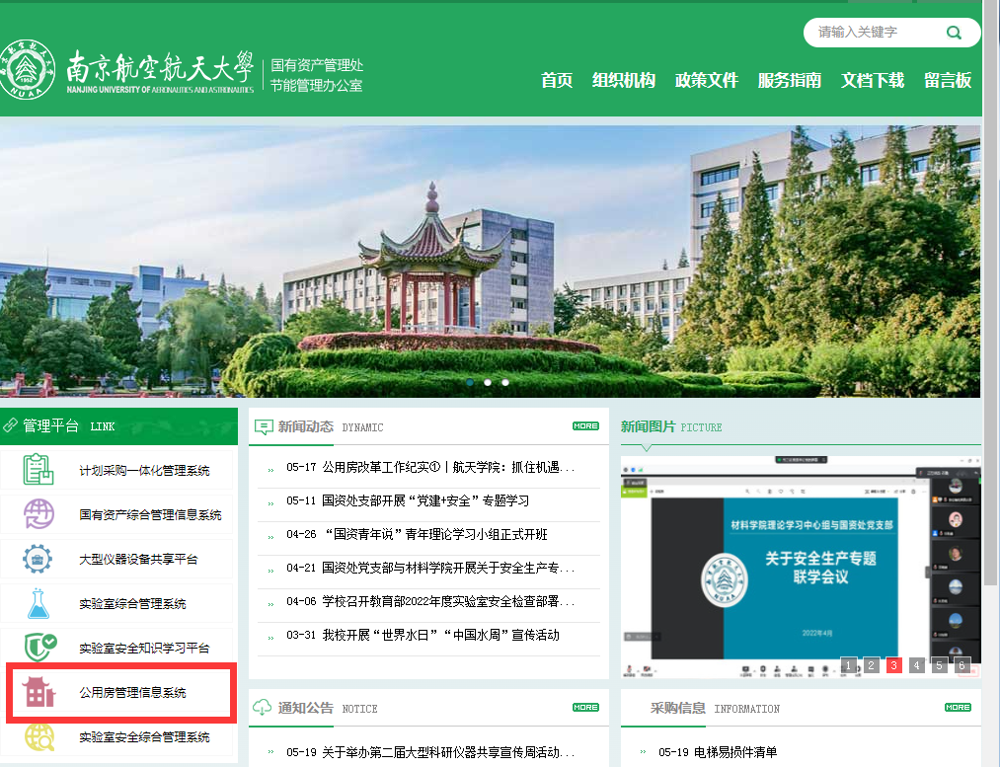 请输入关键字
南京航空航天大學
NANJING UNIVERSITY OF AERONAUTICS AND ASTRONAUTICS
国有资产管理处
节能管理办公室
首页 组织机构 政策文件 服务指南 文档下载 留言板
管理平台 LINK
计划采购一体化管理系统
国有资产综合管理信息系统
大型仪器设备共享平台
实验室综合管理系统
实验室安全知识学习平台
公用房管理信息系统
实验室安全综合管理系统
新闻动态 DYNAMIC MORE
05-17 公用房改革工作纪实①｜航天学院：抓住机遇...
05-11 国资处支部开展“党建+安全”专题学习
04-26 “国资青年说”青年理论学习小组正式开班
04-21 国资处党支部与材料学院开展关于安全生产专...
04-06 学校召开教育部2022年度实验室安全检查部署...
03-31 我校开展“世界水日”“中国水周”宣传活动
新闻图片 PICTURE
材料学院理论学习中心组与国资处党支部
关于安全生产专题
联学会议
2022年4月
NUAA
1 2 3 4 5 6
通知公告 NOTICE MORE
05-19 关于举办第二届大型科研仪器共享宣传周活动...
采购信息 INFORMATION MORE
05-19 电梯易损件清单